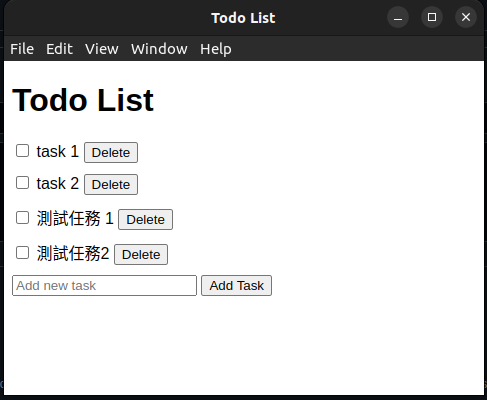 Todo List
File Edit View Window Help
Todo List
task 1 Delete
task 2 Delete
測試任務 1 Delete
測試任務2 Delete
Add new task Add Task